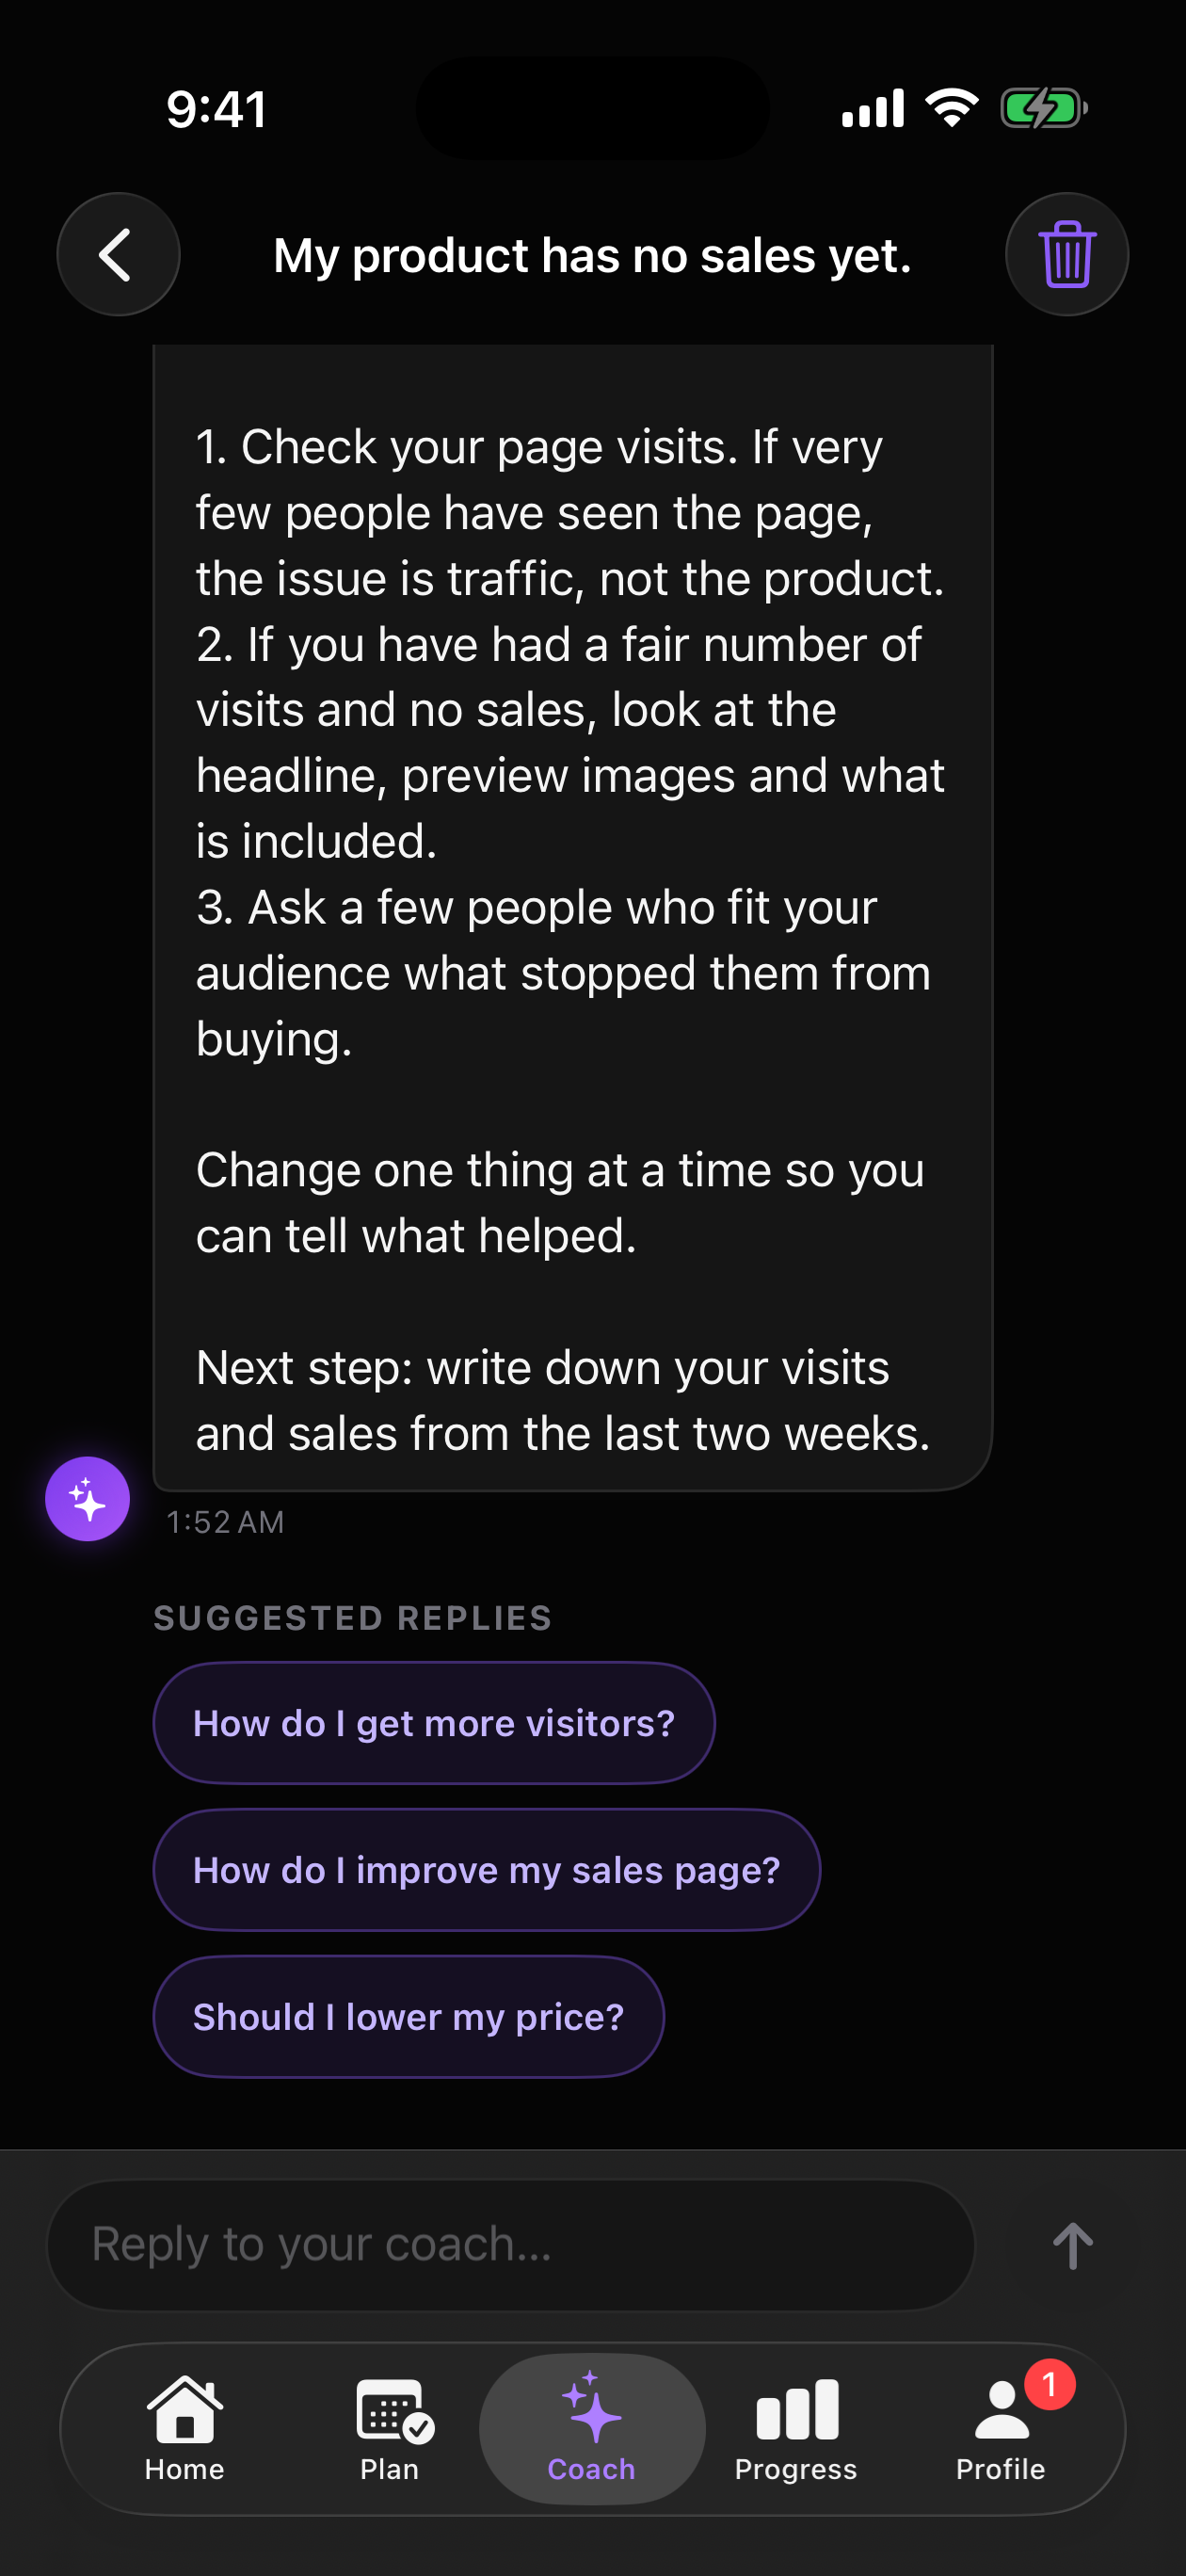 9:41
My product has no sales yet.
1. Check your page visits. If very
few people have seen the page,
the issue is traffic, not the product.
2. If you have had a fair number of
visits and no sales, look at the
headline, preview images and what
is included.
3. Ask a few people who fit your
audience what stopped them from
buying.
Change one thing at a time so you
can tell what helped.
Next step: write down your visits
and sales from the last two weeks.
1:52 AM
SUGGESTED REPLIES
How do I get more visitors?
How do I improve my sales page?
Should I lower my price?
Reply to your coach...
1
Home Plan Coach Progress Profile